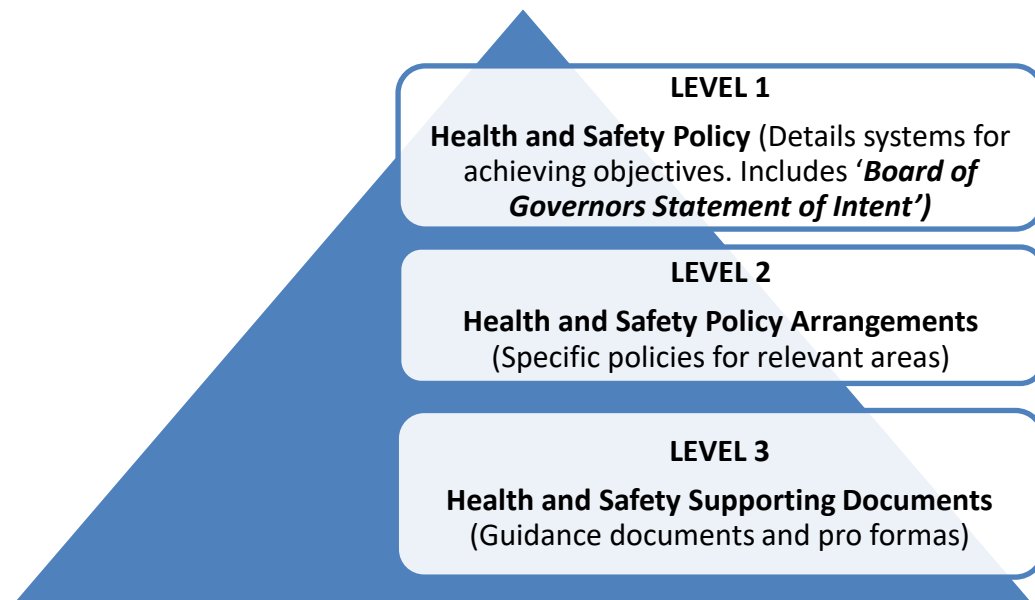 LEVEL 1
Health and Safety Policy (Details systems for
achieving objectives. Includes ‘Board of
Governors Statement of Intent’)
LEVEL 2
Health and Safety Policy Arrangements
(Specific policies for relevant areas)
LEVEL 3
Health and Safety Supporting Documents
(Guidance documents and pro formas)